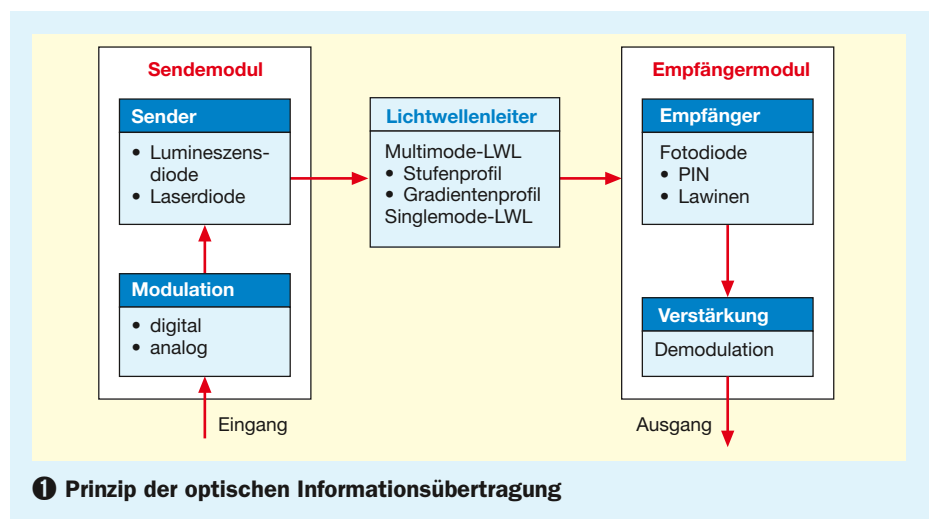 Sendemodul
Sender
• Lumineszens-
diode
• Laserdiode
Modulation
• digital
• analog
Eingang
Lichtwellenleiter
Multimode-LWL
• Stufenprofil
• Gradientenprofil
Singlemode-LWL
Empfängermodul
Empfänger
Fotodiode
• PIN
• Lawinen
Verstärkung
Demodulation
Ausgang
❶ Prinzip der optischen Informationsübertragung